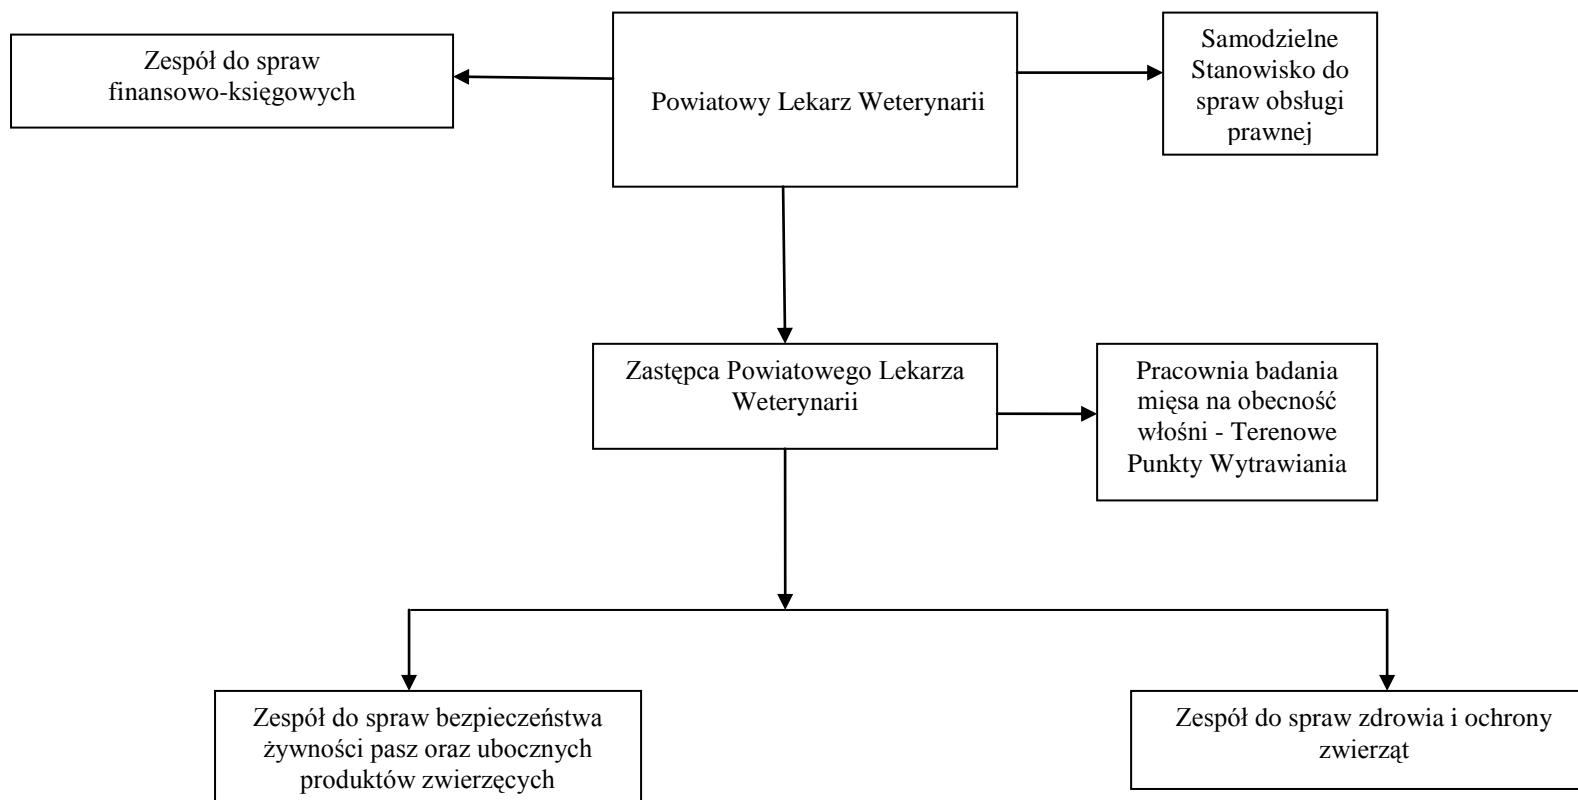 Zespół do spraw
finansowo-księgowych
Powiatowy Lekarz Weterynarii
Samodzielne
Stanowisko do
spraw obsługi
prawnej
Zastępca Powiatowego Lekarza
Weterynarii
Pracownia badania
mięsa na obecność
włośni - Terenowe
Punkty Wytrawiania
Zespół do spraw bezpieczeństwa
żywności pasz oraz ubocznych
produktów zwierzęcych
Zespół do spraw zdrowia i ochrony
zwierząt